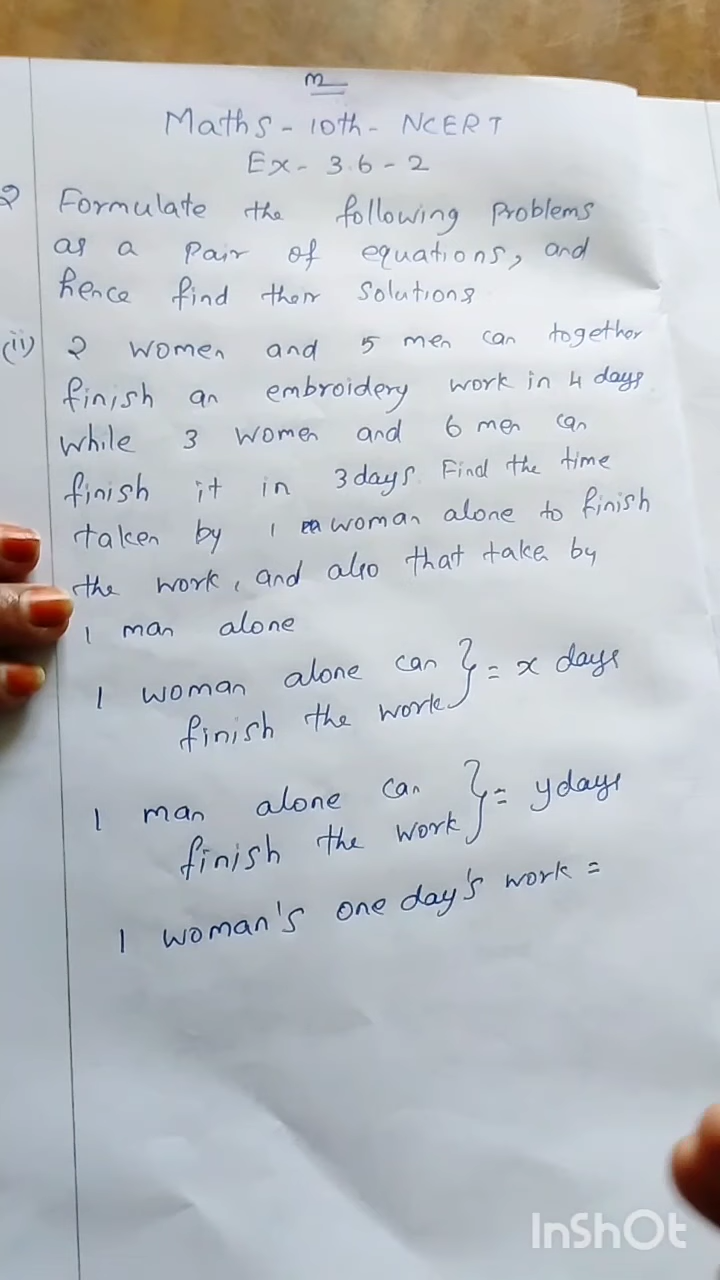 m
Maths - 10th - NCERT
Ex - 3.6 - 2
2 Formulate the following Problems
as a Pair of equations, and
hence find their Solutions
(ii) 2 women and 5 men can together
finish an embroidery work in 4 days
while 3 women and 6 men can
finish it in 3 days. Find the time
taken by 1 woman alone to finish
the work, and also that take by
1 man alone
1 woman alone can } = x days
finish the work
1 man alone can } = y days
finish the work
1 woman's one day's work =
InShOt